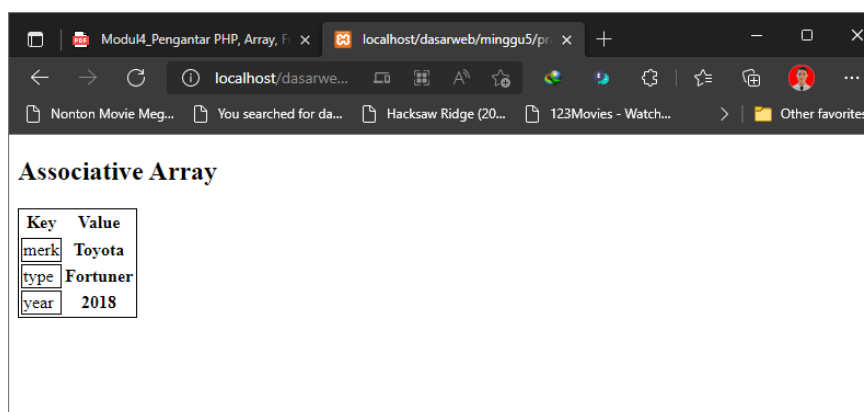 Modul4_Pengantar PHP, Array, F
localhost/dasarweb/minggu5/pr
localhost/dasarwe...
Nonton Movie Meg...
You searched for da...
Hacksaw Ridge (20...
123Movies - Watch...
Other favorites
Associative Array
Key Value
merk Toyota
type Fortuner
year 2018